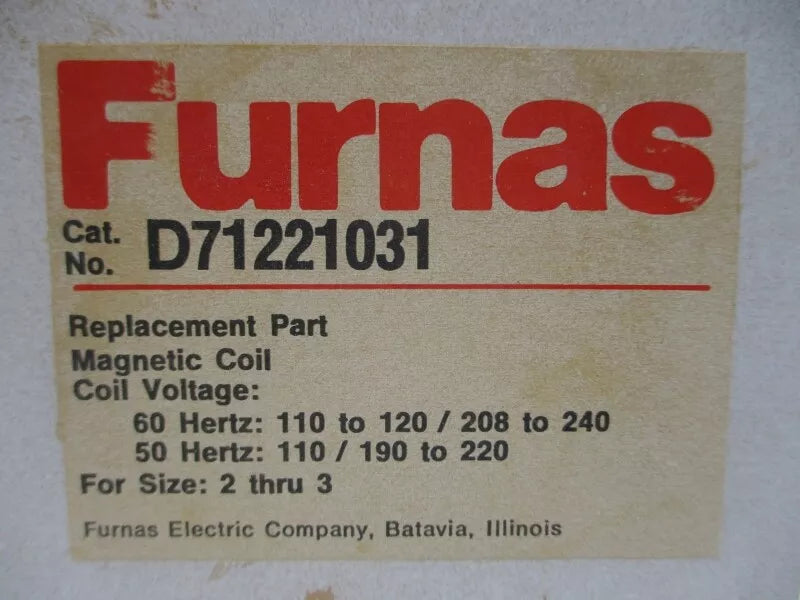 Furnas
Cat. No. D71221031
Replacement Part
Magnetic Coil
Coil Voltage:
60 Hertz: 110 to 120 / 208 to 240
50 Hertz: 110 / 190 to 220
For Size: 2 thru 3
Furnas Electric Company, Batavia, Illinois